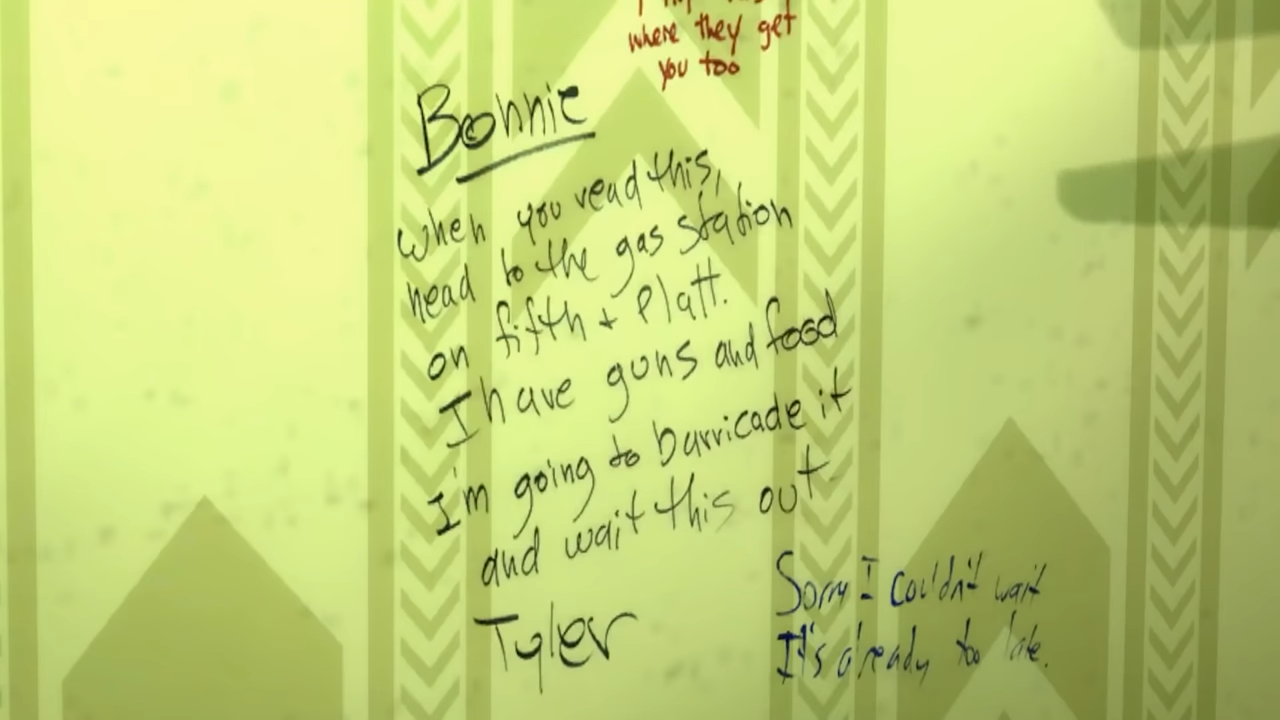 where they get
you too
Bonnie
when you read this,
head to the gas station
on fifth + Platt.
I have guns and food
I'm going to barricade it
and wait this out.
Tyler
Sorry I couldn't wait
It's already too late.